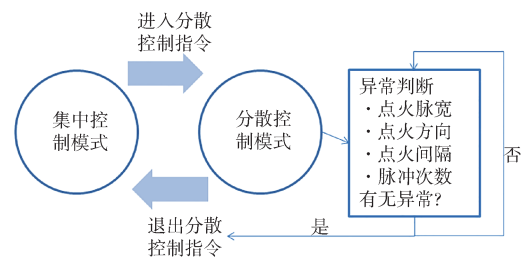 进入分散
控制指令
集中控
制模式
分散控
制模式
异常判断
·点火脉宽
·点火方向
·点火间隔
·脉冲次数
有无异常?
否
是
退出分散
控制指令